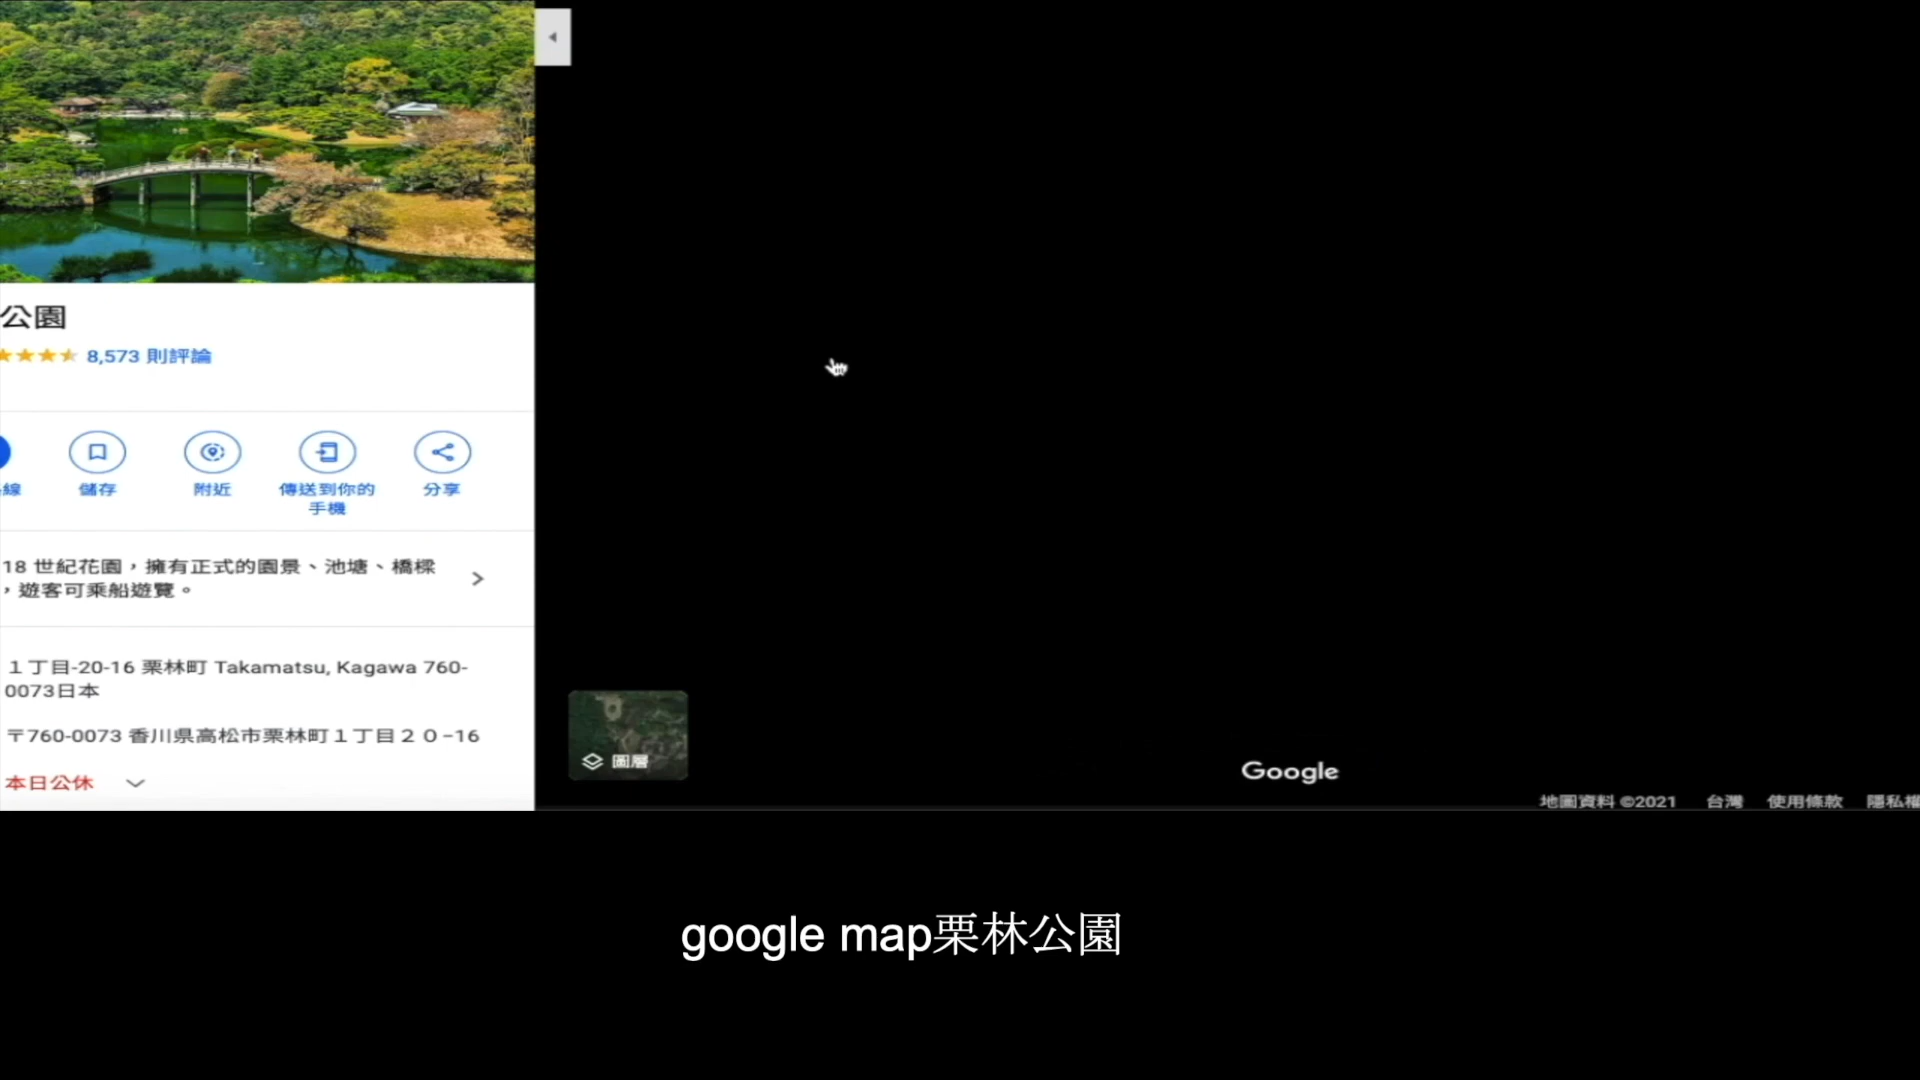 公園
8,573 則評論
線
儲存
附近
傳送到你的
手機
分享
18 世紀花園，擁有正式的園景、池塘、橋樑
，遊客可乘船遊覽。
１丁目-20-16 栗林町 Takamatsu, Kagawa 760-
0073日本
〒760-0073 香川県高松市栗林町１丁目２０−16
本日公休
圖層
Google
地圖資料 ©2021 台灣 使用條款 隱私權
google map栗林公園